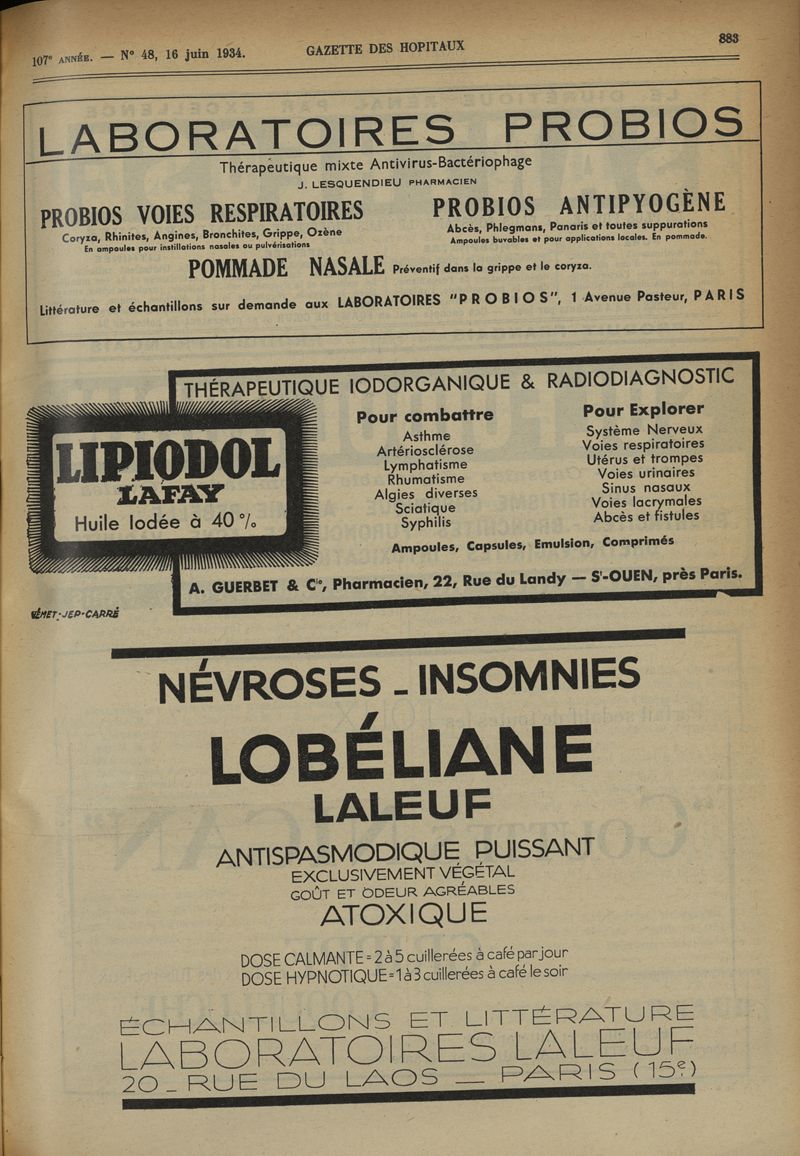 107e ANNÉE. — N° 48, 16 juin 1934.
GAZETTE DES HOPITAUX
883
LABORATOIRES PROBIOS
Thérapeutique mixte Antivirus-Bactériophage
J. LESQUENDIEU PHARMACIEN
PROBIOS VOIES RESPIRATOIRES
Coryza, Rhinites, Angines, Bronchites, Grippe, Ozène
En ampoules pour instillations nasales ou pulvérisations
PROBIOS ANTIPYOGÈNE
Abcès, Phlegmans, Panaris et toutes suppurations
Ampoules buvables et pour applications locales. En pommade.
POMMADE NASALE Préventif dans la grippe et le coryza.
Littérature et échantillons sur demande aux LABORATOIRES "PROBIOS", 1 Avenue Pasteur, PARIS
THÉRAPEUTIQUE IODORGANIQUE & RADIODIAGNOSTIC
LIPIODOL
LAFAY
Huile Iodée à 40 %
Pour combattre
Asthme
Artériosclérose
Lymphatisme
Rhumatisme
Algies diverses
Sciatique
Syphilis
Pour Explorer
Système Nerveux
Voies respiratoires
Utérus et trompes
Voies urinaires
Sinus nasaux
Voies lacrymales
Abcès et fistules
Ampoules, Capsules, Emulsion, Comprimés
A. GUERBET & Cie, Pharmacien, 22, Rue du Landy — St-OUEN, près Paris.
NÉVROSES - INSOMNIES
LOBÉLIANE
LALEUF
ANTISPASMODIQUE PUISSANT
EXCLUSIVEMENT VÉGÉTAL
GOÛT ET ODEUR AGRÉABLES
ATOXIQUE
DOSE CALMANTE = 2 à 5 cuillerées à café par jour
DOSE HYPNOTIQUE = 1 à 3 cuillerées à café le soir
ÉCHANTILLONS ET LITTÉRATURE
LABORATOIRES LALEUF
20 _ RUE DU LAOS _ PARIS (15e)